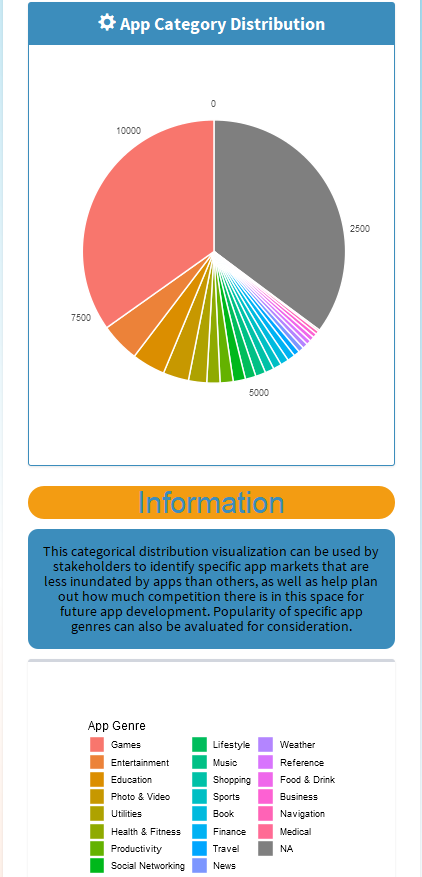 App Category Distribution
0
10000
2500
7500
5000
Information
This categorical distribution visualization can be used by
stakeholders to identify specific app markets that are
less inundated by apps than others, as well as help plan
out how much competition there is in this space for
future app development. Popularity of specific app
genres can also be avaluated for consideration.
App Genre
Games
Entertainment
Education
Photo & Video
Utilities
Health & Fitness
Productivity
Social Networking
Lifestyle
Music
Shopping
Sports
Book
Finance
Travel
News
Weather
Reference
Food & Drink
Business
Navigation
Medical
NA